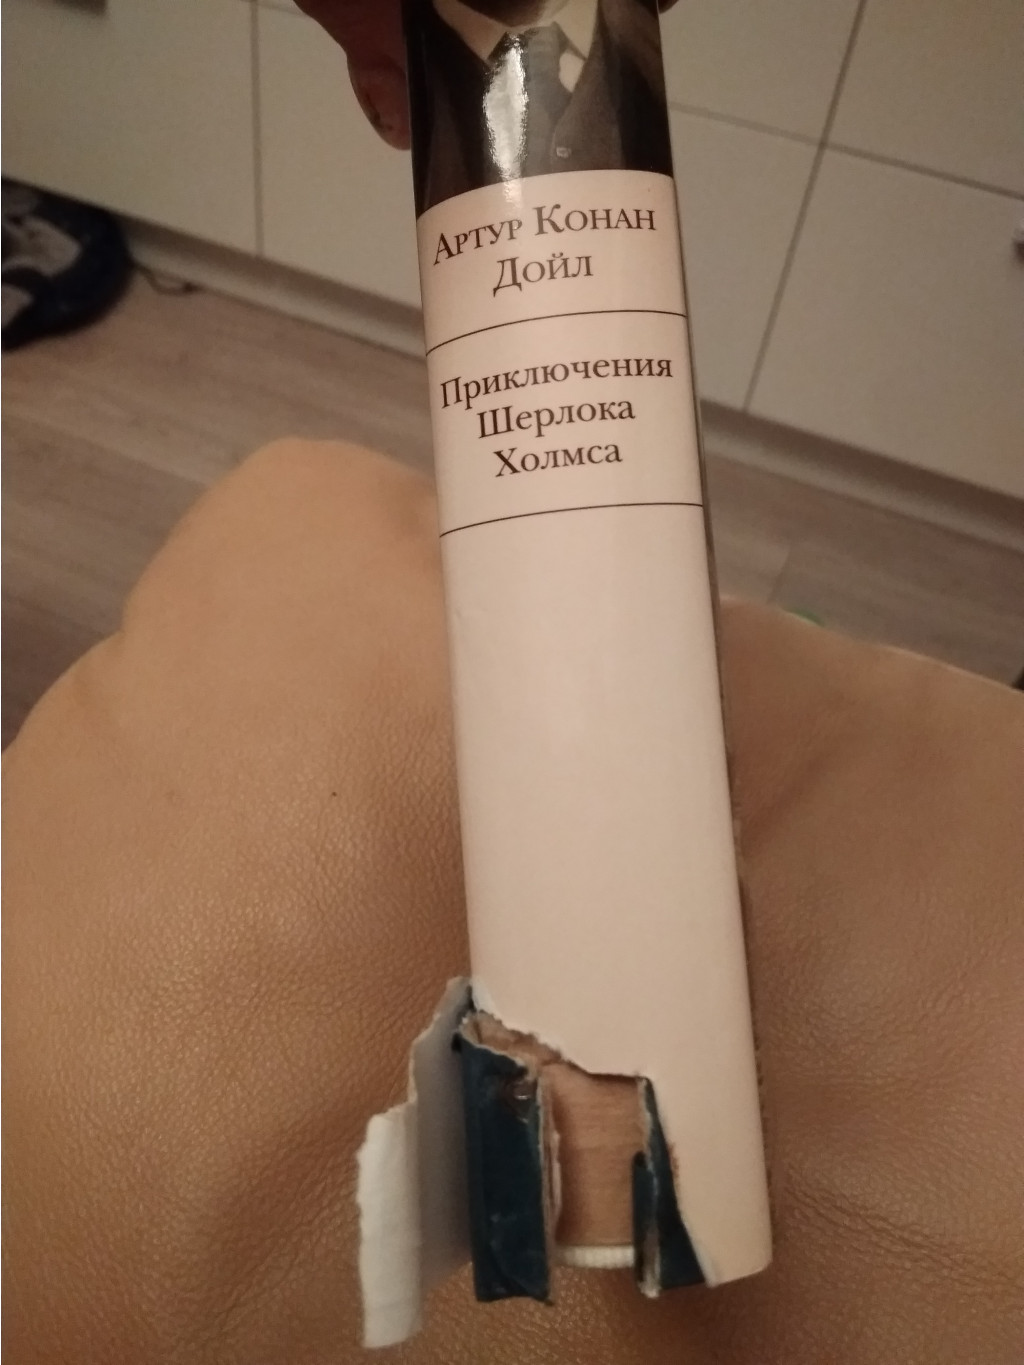 Артур Конан
Дойл
Приключения
Шерлока
Холмса